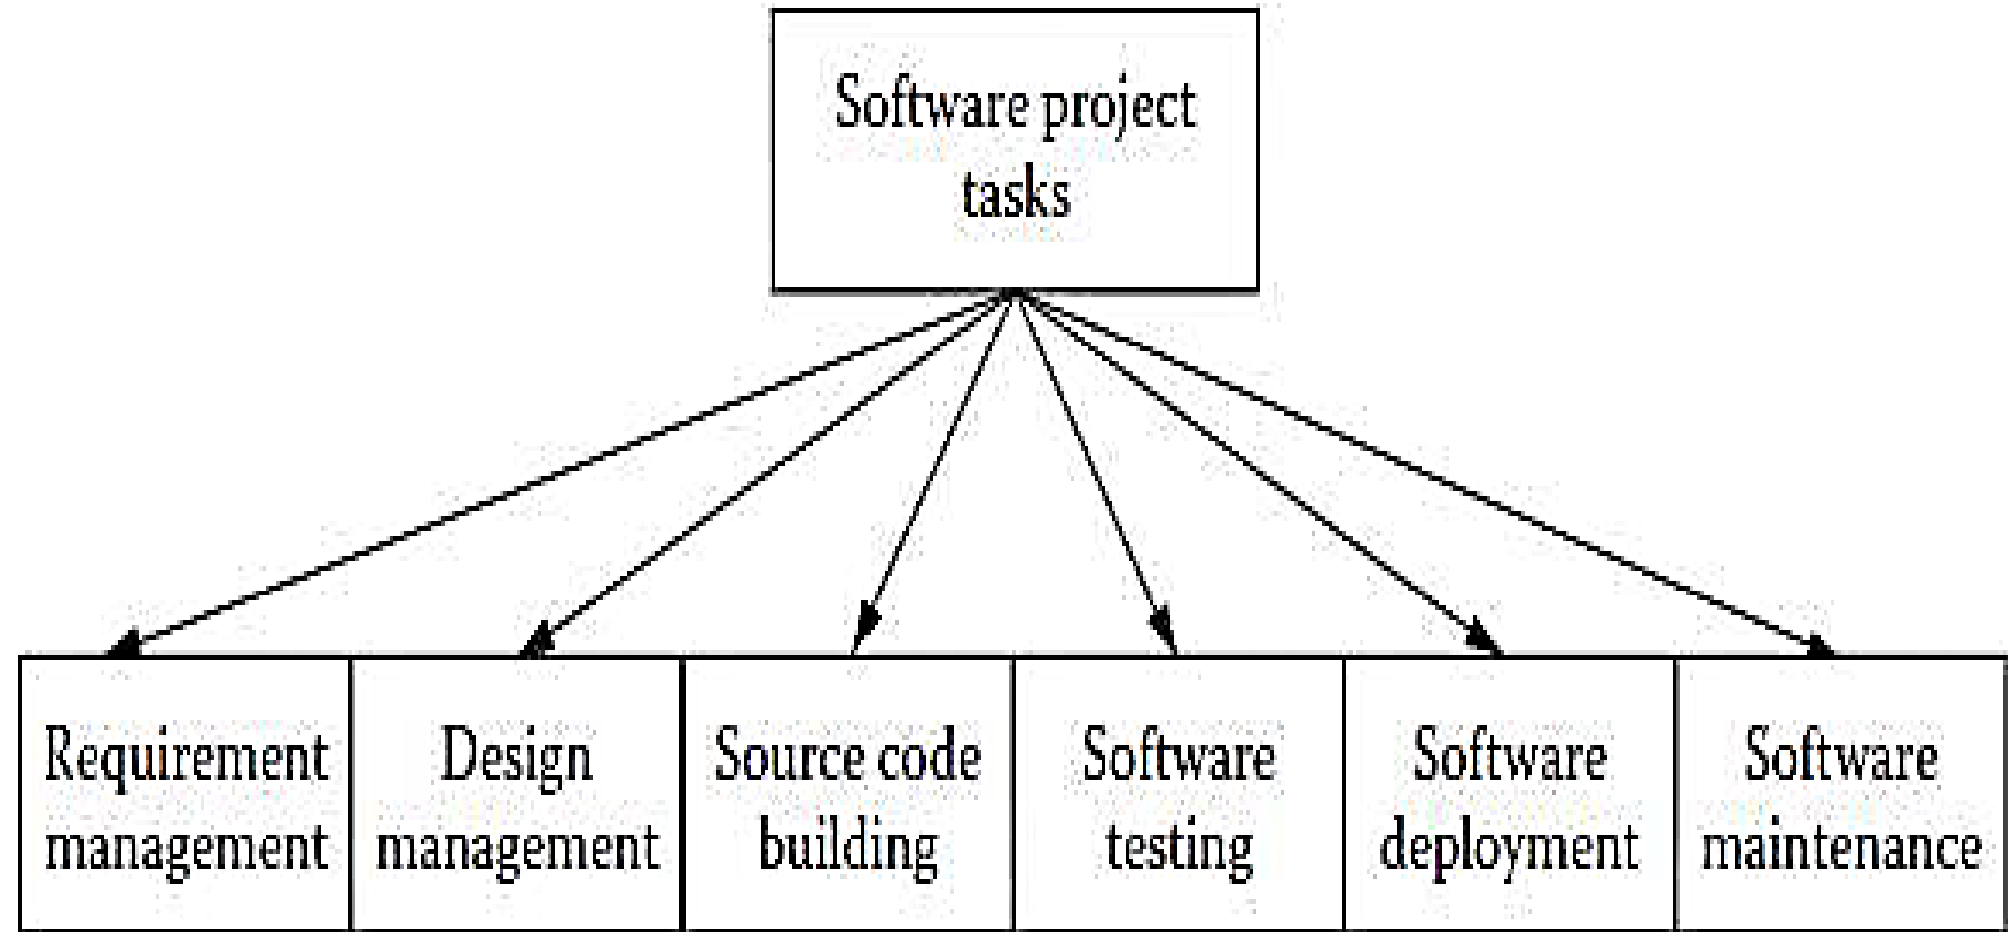 Software project
tasks
Requirement
management
Design
management
Source code
building
Software
testing
Software
deployment
Software
maintenance